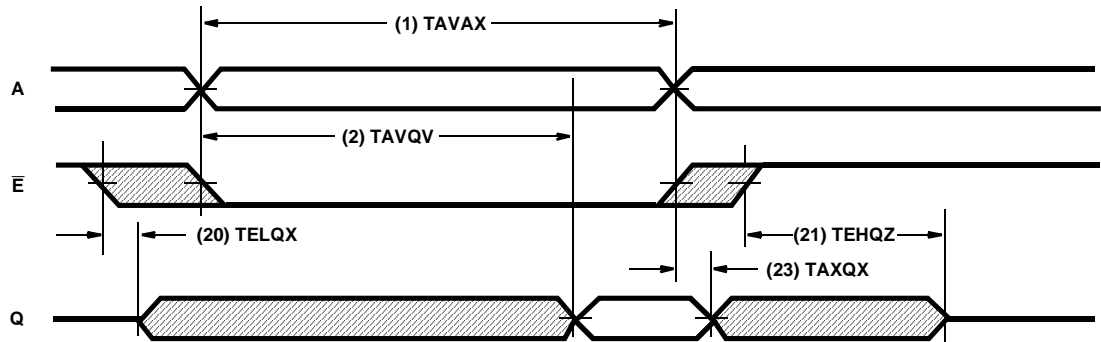 (1) TAVAX
A
(2) TAVQV
E̅
(20) TELQX
(21) TEHQZ
(23) TAXQX
Q